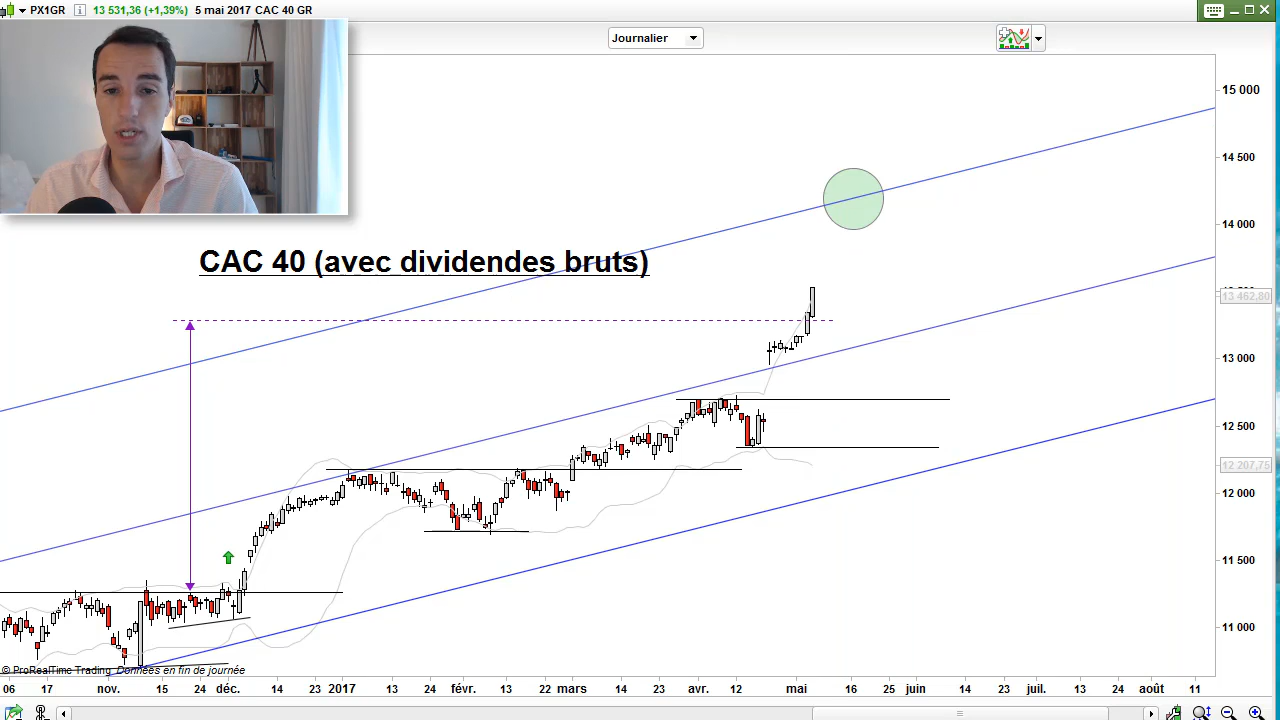 PX1GR i 13 531,36 (+1,39%) 5 mai 2017 CAC 40 GR
Journalier
15 000
14 500
14 000
CAC 40 (avec dividendes bruts)
13 462,80
13 000
12 500
12 207,75
12 000
11 500
11 000
© ProRealTime Trading Données en fin de journée
06 17 nov. 15 24 déc. 14 23 2017 13 24 févr. 13 22 mars 14 23 avr. 12 mai 16 25 juin 14 23 juil. 13 24 août 11